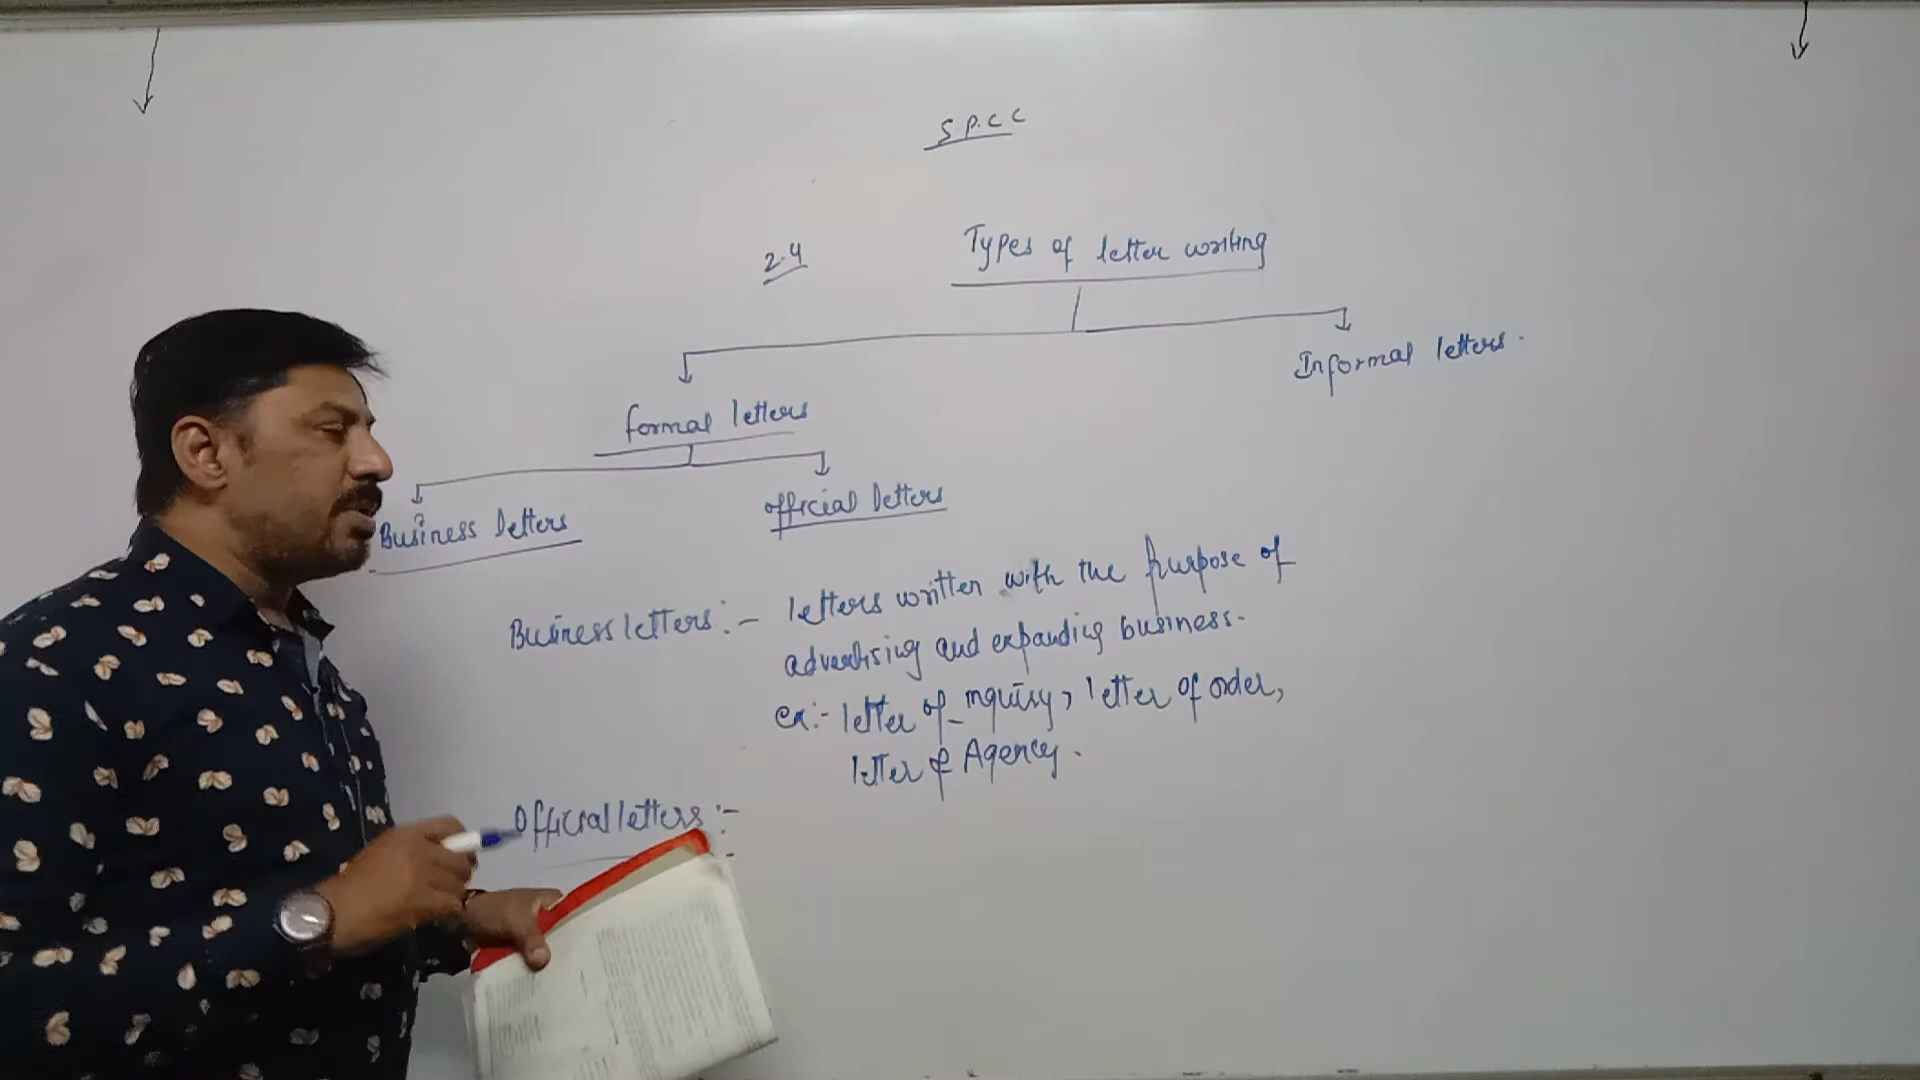 S.P.C.C
2.4
Types of letter writing
formal letters
Informal letters.
Business letters
official letters
Business letters:- letters written with the purpose of
advertising and expanding business.
ex:- letter of inquiry, letter of order,
letter of Agency.
Official letters:-